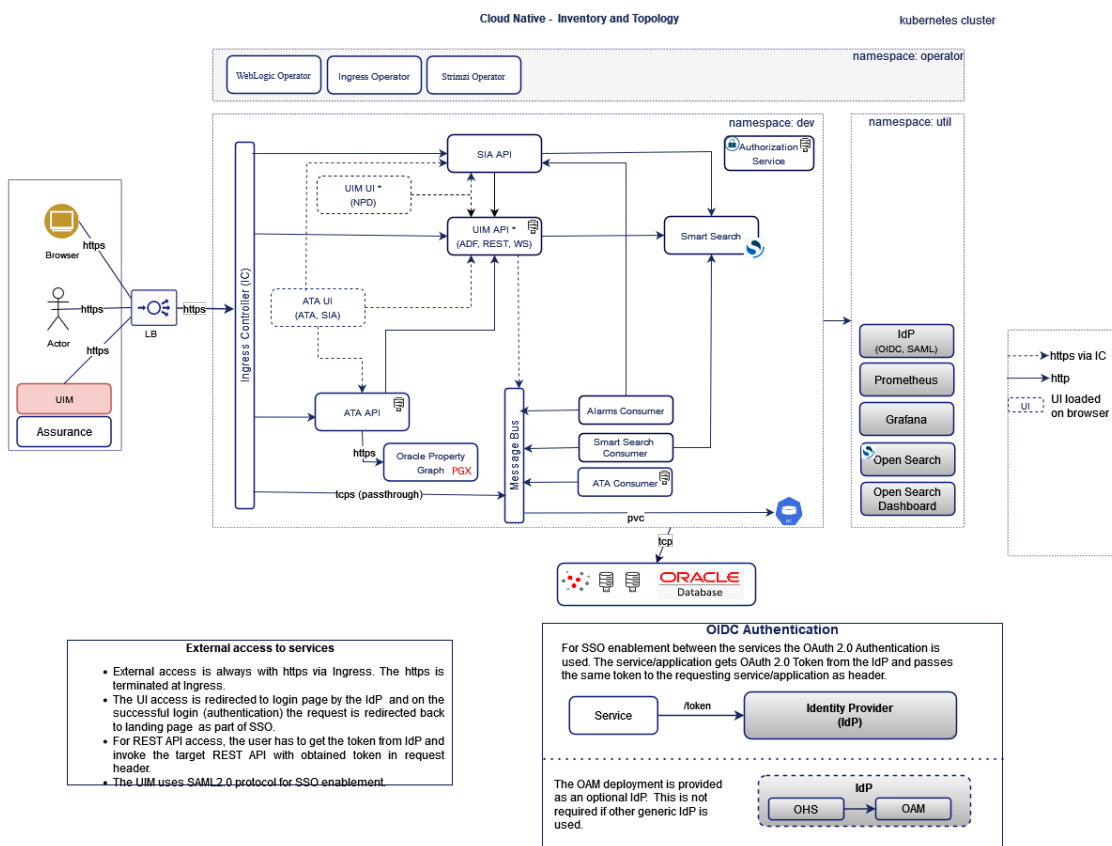 Cloud Native - Inventory and Topology
kubernetes cluster
namespace: operator
WebLogic Operator
Ingress Operator
Strimzi Operator
namespace: dev
namespace: util
SIA API
Authorization
Service
UIM UI *
(NPD)
UIM API *
(ADF, REST, WS)
Smart Search
Browser
https
Actor
https
LB
https
https
UIM
Assurance
Ingress Controller (IC)
ATA UI
(ATA, SIA)
ATA API
https
Oracle Property
Graph PGX
tcps (passthrough)
Message Bus
Alarms Consumer
Smart Search
Consumer
ATA Consumer
pvc
IdP
(OIDC, SAML)
Prometheus
Grafana
Open Search
Open Search
Dashboard
https via IC
http
UI
UI loaded
on browser
tcp
ORACLE
Database
External access to services
• External access is always with https via Ingress. The https is
terminated at Ingress.
• The UI access is redirected to login page by the IdP and on the
successful login (authentication) the request is redirected back
to landing page as part of SSO.
• For REST API access, the user has to get the token from IdP and
invoke the target REST API with obtained token in request
header.
• The UIM uses SAML2.0 protocol for SSO enablement.
OIDC Authentication
For SSO enablement between the services the OAuth 2.0 Authentication is
used. The service/application gets OAuth 2.0 Token from the IdP and passes
the same token to the requesting service/application as header.
Service
/token
Identity Provider
(IdP)
The OAM deployment is provided
as an optional IdP. This is not
required if other generic IdP is
used.
IdP
OHS
OAM